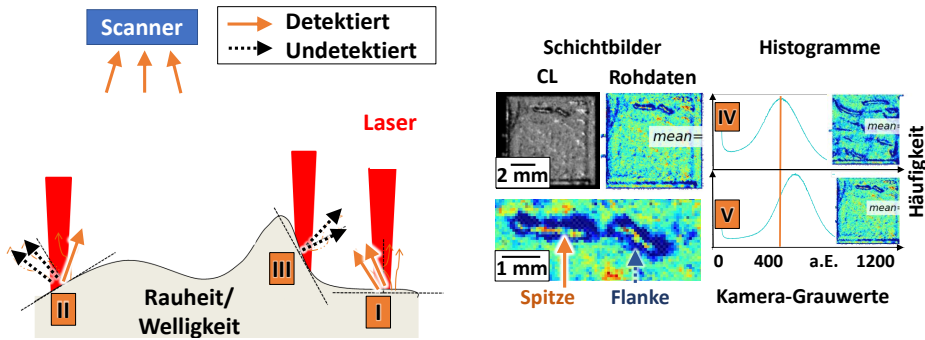 Scanner
Detektiert
Undetektiert
Laser
II
III
I
Rauheit/
Welligkeit
Schichtbilder
Histogramme
CL
Rohdaten
mean=
2 mm
1 mm
Spitze
Flanke
IV
mean=
V
mean=
Häufigkeit
0
400
a.E.
1200
Kamera-Grauwerte